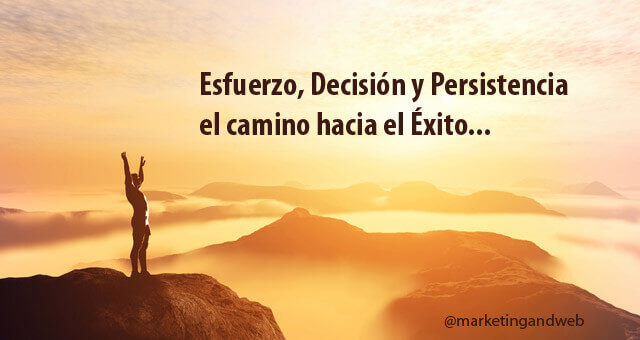 Esfuerzo, Decisión y Persistencia
el camino hacia el Éxito...
@marketingandweb